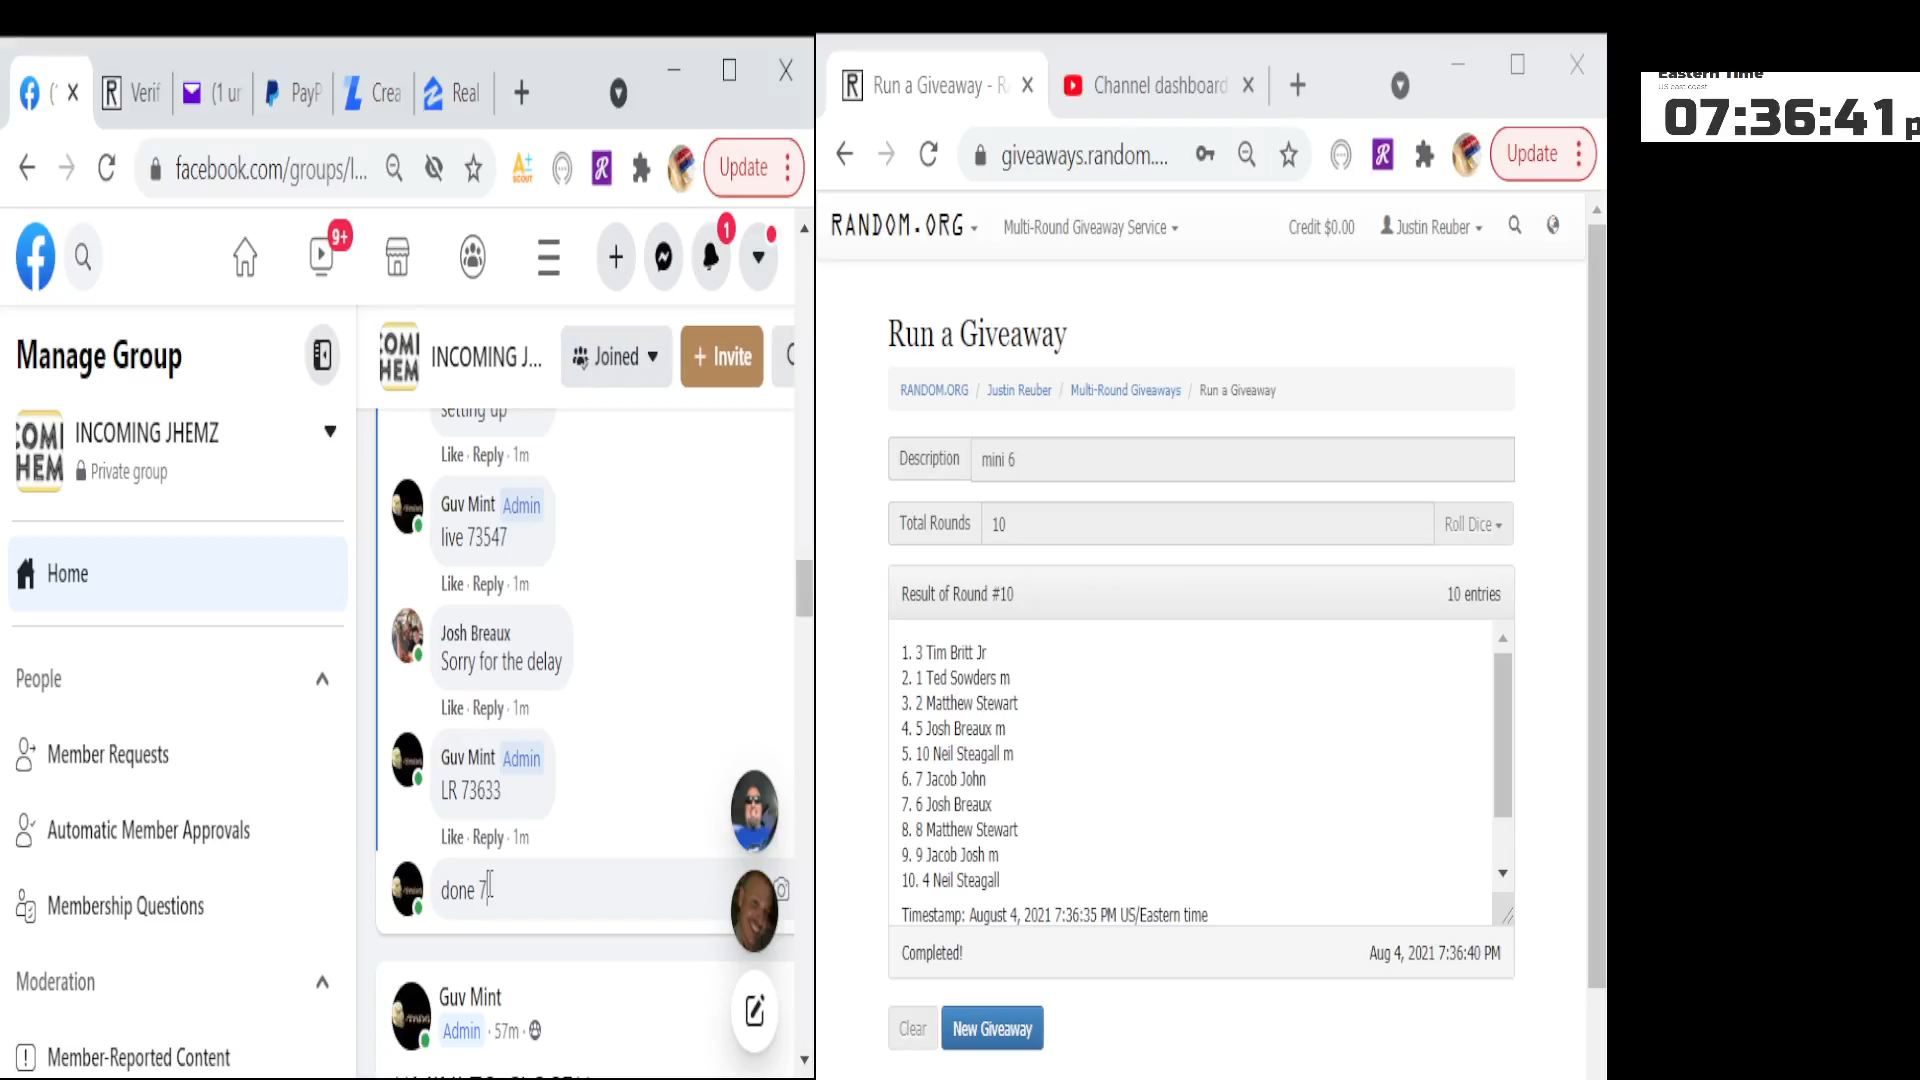 Verif
(1 ur
PayP
Crea
Real
facebook.com/groups/I...
Update
9+
1
Manage Group
INCOMING JHEMZ
Private group
Home
People
Member Requests
Automatic Member Approvals
Membership Questions
Moderation
Member-Reported Content
COMI
HEM
INCOMING J...
Joined
+ Invite
setting up
Like · Reply · 1m
Guv Mint Admin
live 73547
Like · Reply · 1m
Josh Breaux
Sorry for the delay
Like · Reply · 1m
Guv Mint Admin
LR 73633
Like · Reply · 1m
done 7
Guv Mint
Admin · 57m
Run a Giveaway - R
Channel dashboard
giveaways.random....
Update
RANDOM.ORG
Multi-Round Giveaway Service
Credit $0.00
Justin Reuber
Run a Giveaway
RANDOM.ORG / Justin Reuber / Multi-Round Giveaways / Run a Giveaway
Description mini 6
Total Rounds 10 Roll Dice
Result of Round #10 10 entries
1. 3 Tim Britt Jr
2. 1 Ted Sowders m
3. 2 Matthew Stewart
4. 5 Josh Breaux m
5. 10 Neil Steagall m
6. 7 Jacob John
7. 6 Josh Breaux
8. 8 Matthew Stewart
9. 9 Jacob Josh m
10. 4 Neil Steagall
Timestamp: August 4, 2021 7:36:35 PM US/Eastern time
Completed! Aug 4, 2021 7:36:40 PM
Clear New Giveaway
Eastern Time
US east coast
07:36:41 p